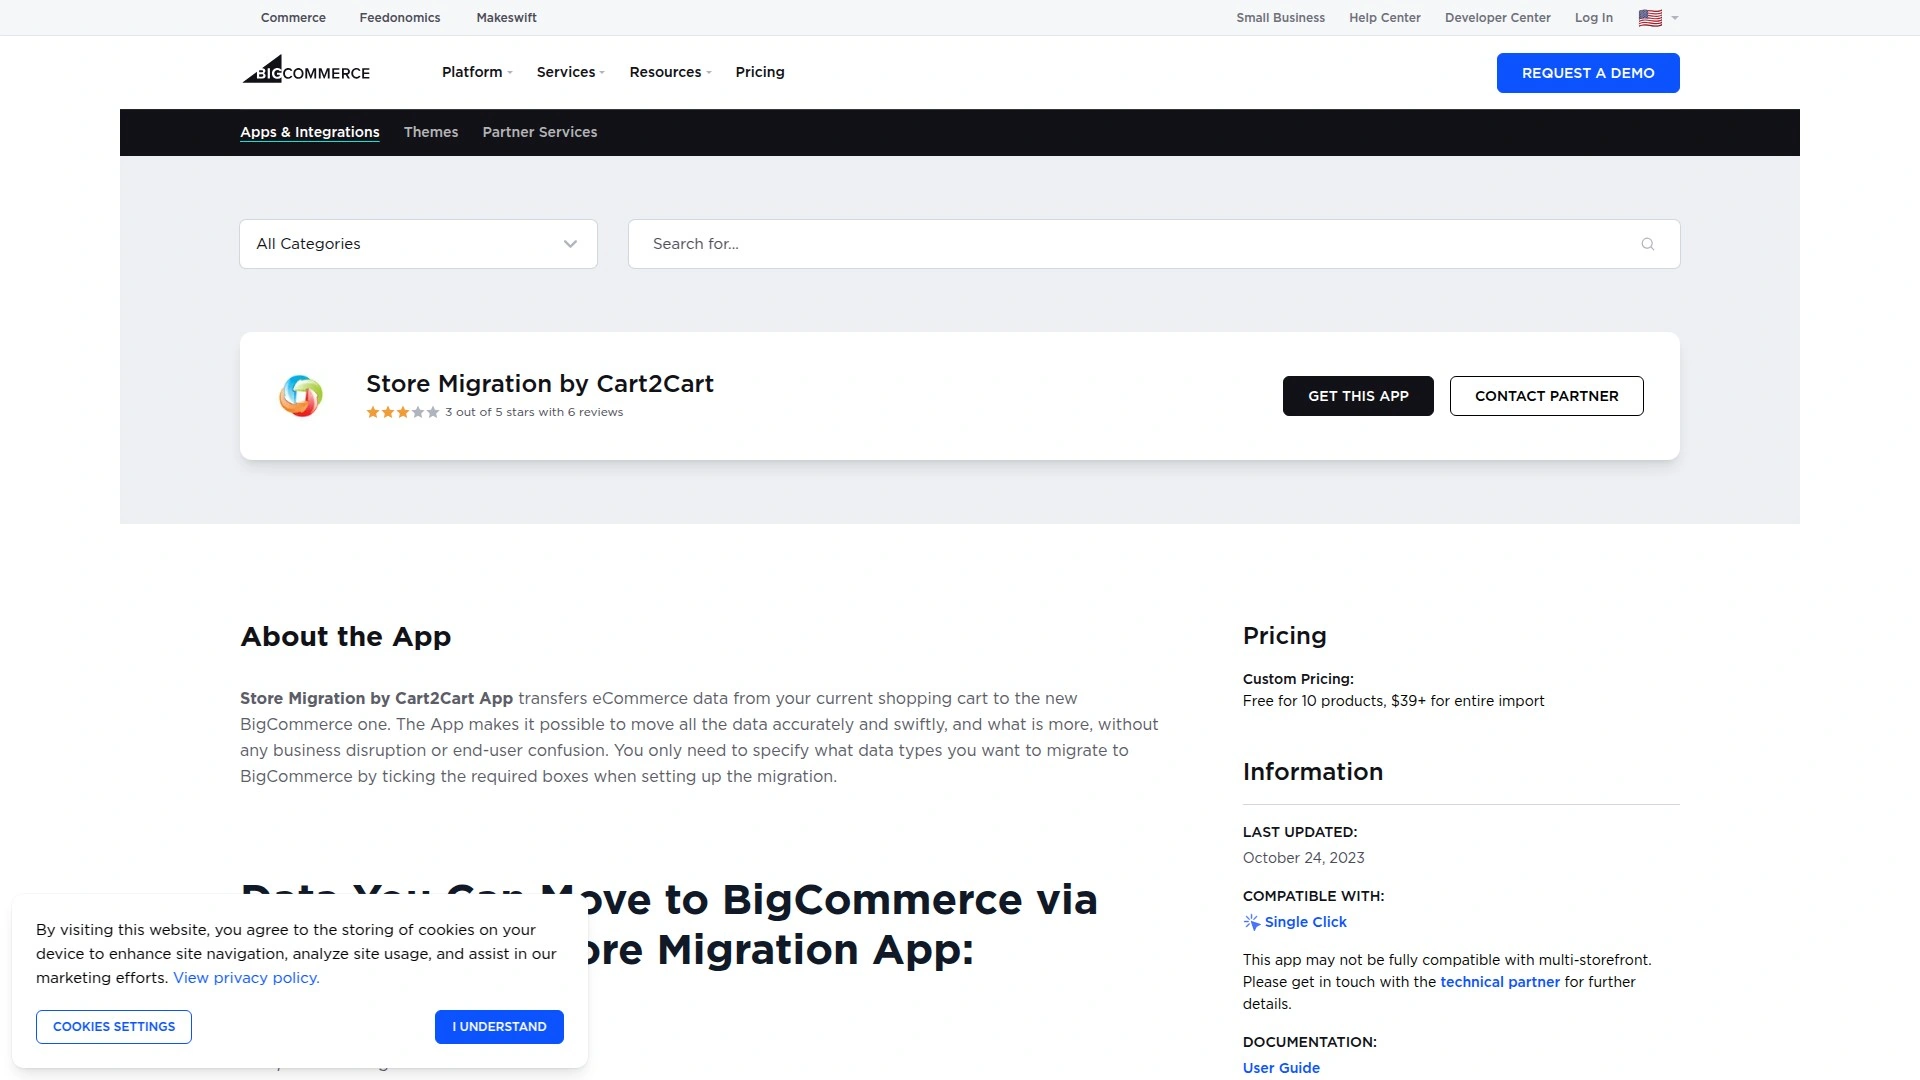 Commerce Feedonomics Makeswift Small Business Help Center Developer Center Log In
BIGCOMMERCE Platform Services Resources Pricing REQUEST A DEMO
Apps & Integrations Themes Partner Services
All Categories Search for...
Store Migration by Cart2Cart
3 out of 5 stars with 6 reviews
GET THIS APP CONTACT PARTNER
About the App
Store Migration by Cart2Cart App transfers eCommerce data from your current shopping cart to the new
BigCommerce one. The App makes it possible to move all the data accurately and swiftly, and what is more, without
any business disruption or end-user confusion. You only need to specify what data types you want to migrate to
BigCommerce by ticking the required boxes when setting up the migration.
Data You Can Move to BigCommerce via
ore Migration App:
Pricing
Custom Pricing:
Free for 10 products, $39+ for entire import
Information
LAST UPDATED:
October 24, 2023
COMPATIBLE WITH:
Single Click
This app may not be fully compatible with multi-storefront.
Please get in touch with the technical partner for further
details.
DOCUMENTATION:
User Guide
By visiting this website, you agree to the storing of cookies on your
device to enhance site navigation, analyze site usage, and assist in our
marketing efforts. View privacy policy.
COOKIES SETTINGS I UNDERSTAND